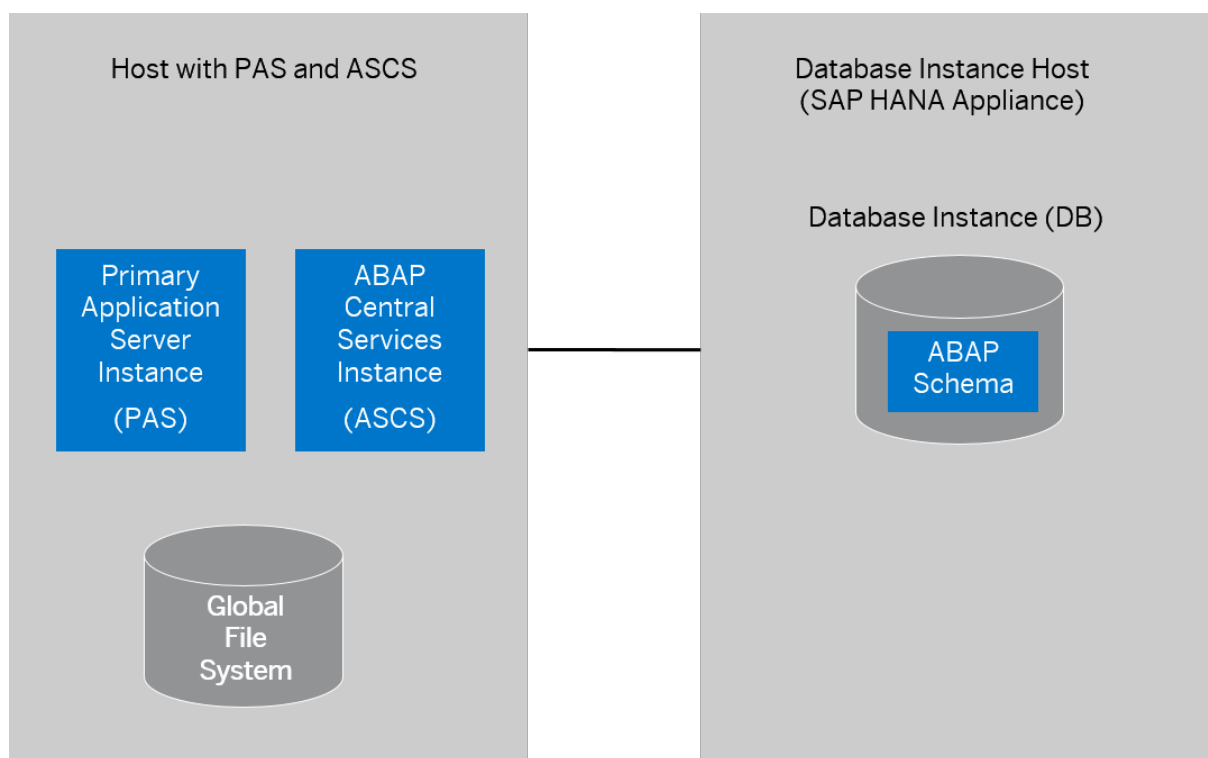 Host with PAS and ASCS
Primary
Application
Server
Instance
(PAS)
ABAP
Central
Services
Instance
(ASCS)
Global
File
System
Database Instance Host
(SAP HANA Appliance)
Database Instance (DB)
ABAP
Schema